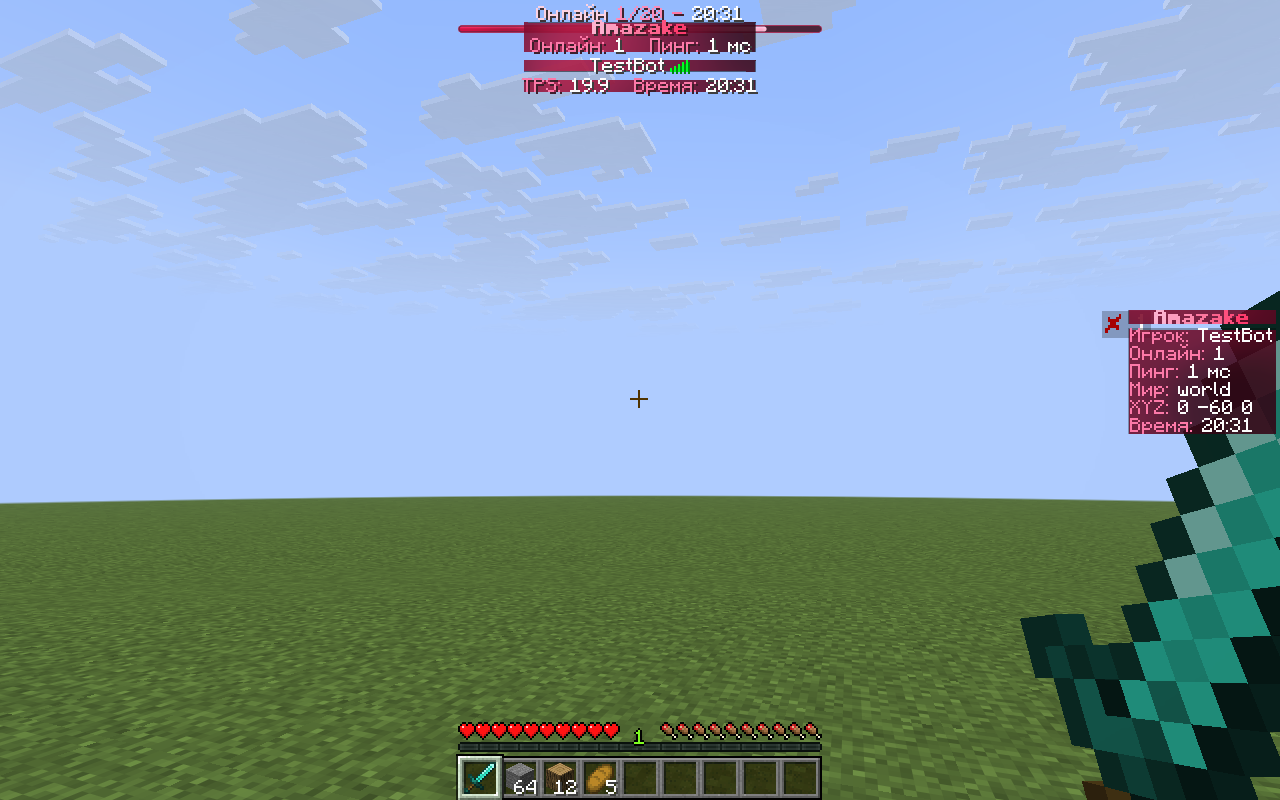 Онлайн 1/20 - 20:31
Amazake
Онлайн: 1 Пинг: 1 мс
TestBot
TPS: 19.9 Время: 20:31
Amazake
Игрок: TestBot
Онлайн: 1
Пинг: 1 мс
Мир: world
XYZ: 0 -60 0
Время: 20:31
1
64 12 5